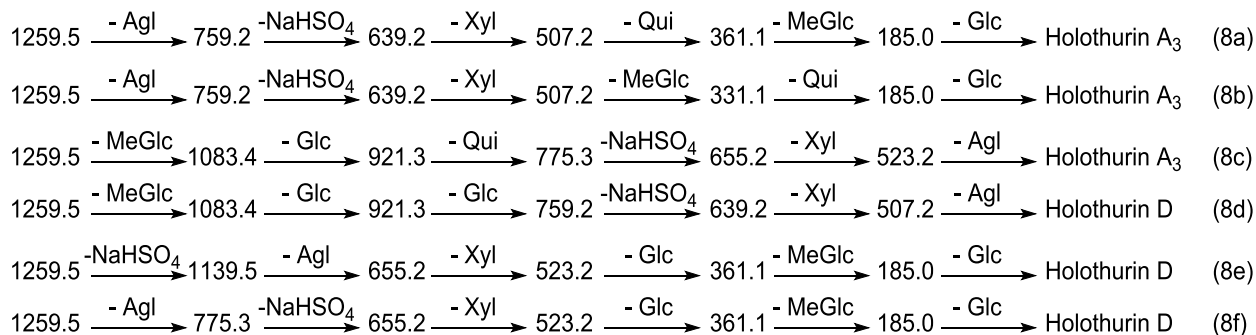 1259.5 - Agl 759.2 -NaHSO₄ 639.2 - Xyl 507.2 - Qui 361.1 - MeGlc 185.0 - Glc Holothurin A₃ (8a)
1259.5 - Agl 759.2 -NaHSO₄ 639.2 - Xyl 507.2 - MeGlc 331.1 - Qui 185.0 - Glc Holothurin A₃ (8b)
1259.5 - MeGlc 1083.4 - Glc 921.3 - Qui 775.3 -NaHSO₄ 655.2 - Xyl 523.2 - Agl Holothurin A₃ (8c)
1259.5 - MeGlc 1083.4 - Glc 921.3 - Glc 759.2 -NaHSO₄ 639.2 - Xyl 507.2 - Agl Holothurin D (8d)
1259.5 -NaHSO₄ 1139.5 - Agl 655.2 - Xyl 523.2 - Glc 361.1 - MeGlc 185.0 - Glc Holothurin D (8e)
1259.5 - Agl 775.3 -NaHSO₄ 655.2 - Xyl 523.2 - Glc 361.1 - MeGlc 185.0 - Glc Holothurin D (8f)